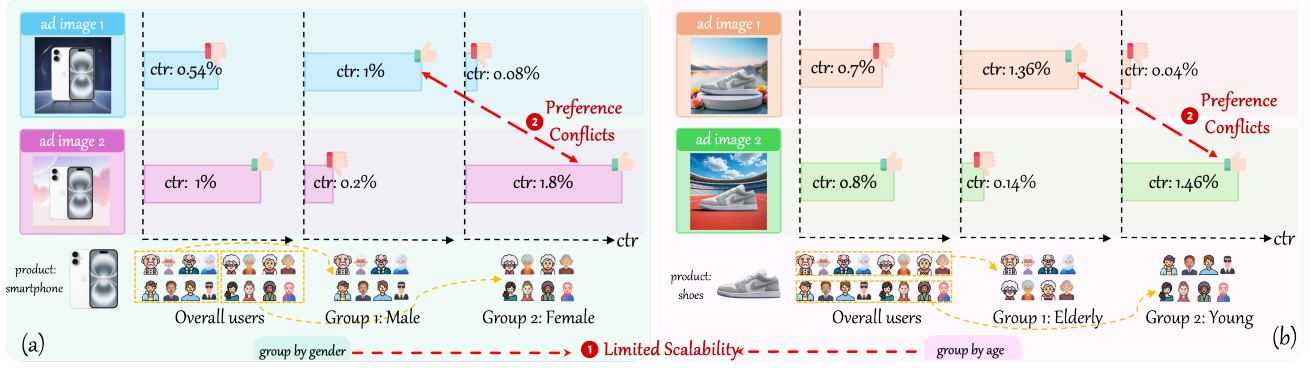 ad image 1
ctr: 0.54%
ctr: 1%
ctr: 0.08%
2 Preference
Conflicts
ad image 2
ctr: 1%
ctr: 0.2%
ctr: 1.8%
ctr
product:
smartphone
Overall users
Group 1: Male
Group 2: Female
(a)
group by gender
ad image 1
ctr: 0.7%
ctr: 1.36%
ctr: 0.04%
2 Preference
Conflicts
ad image 2
ctr: 0.8%
ctr: 0.14%
ctr: 1.46%
ctr
product:
shoes
Overall users
Group 1: Elderly
Group 2: Young
(b)
1 Limited Scalability
group by age